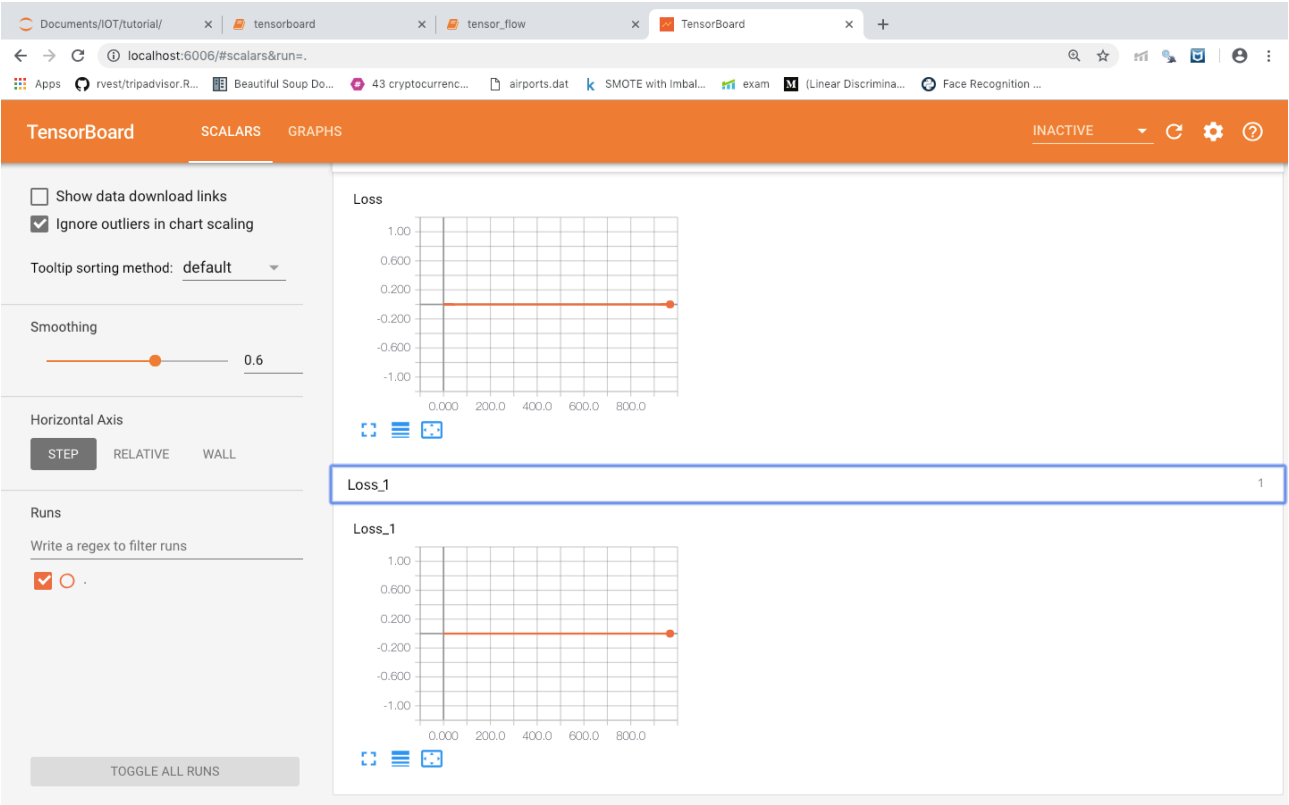 Documents/IOT/tutorial/ tensorboard tensor_flow TensorBoard
localhost:6006/#scalars&run=.
Apps rvest/tripadvisor.R... Beautiful Soup Do... 43 cryptocurrenc... airports.dat k SMOTE with Imbal... exam M (Linear Discrimina... Face Recognition ...
TensorBoard SCALARS GRAPHS INACTIVE
Show data download links
Ignore outliers in chart scaling
Tooltip sorting method: default
Smoothing
0.6
Horizontal Axis
STEP RELATIVE WALL
Runs
Write a regex to filter runs
.
TOGGLE ALL RUNS
Loss
1.00
0.600
0.200
-0.200
-0.600
-1.00
0.000 200.0 400.0 600.0 800.0
Loss_1 1
Loss_1
1.00
0.600
0.200
-0.200
-0.600
-1.00
0.000 200.0 400.0 600.0 800.0